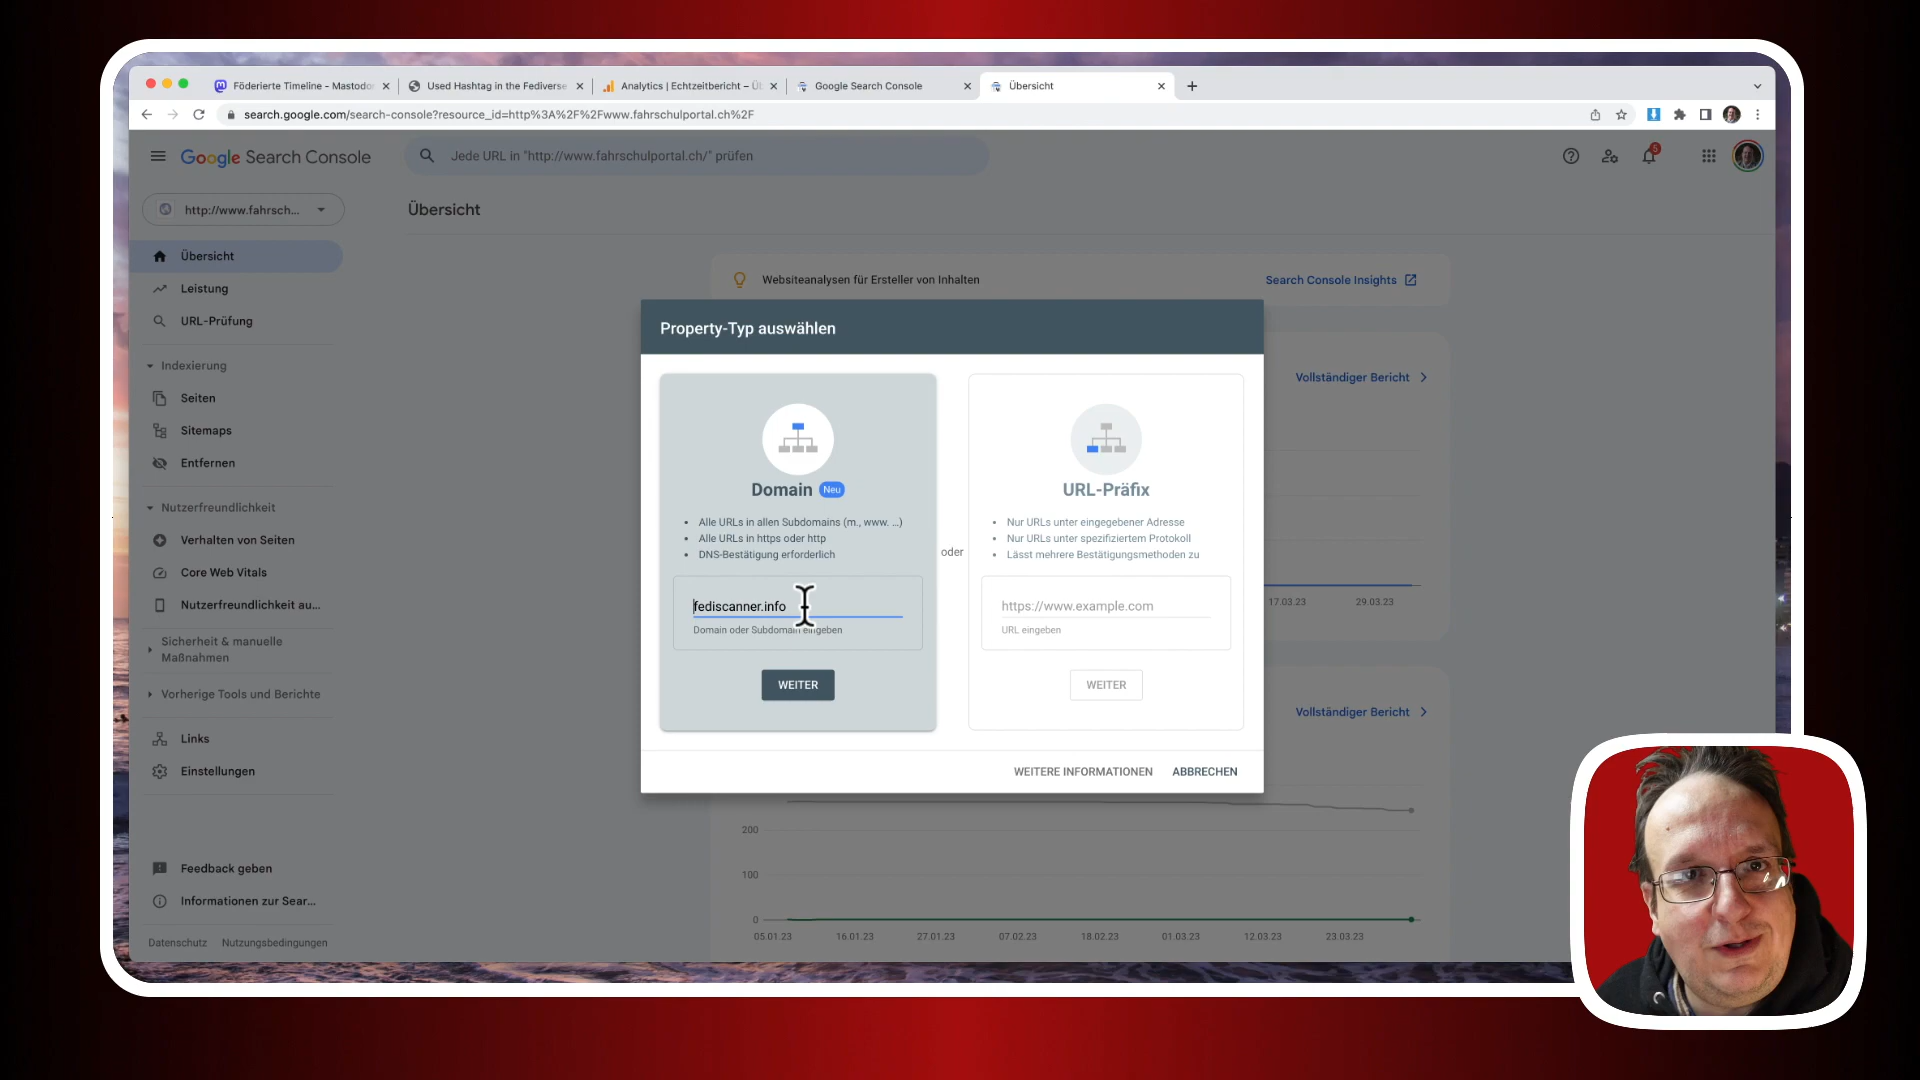 Föderierte Timeline - Mastodo
Used Hashtag in the Fediverse
Analytics | Echtzeitbericht – Üb
Google Search Console
Übersicht
search.google.com/search-console?resource_id=http%3A%2F%2Fwww.fahrschulportal.ch%2F
Google Search Console
Jede URL in "http://www.fahrschulportal.ch/" prüfen
5
http://www.fahrsch...
Übersicht
Übersicht
Leistung
URL-Prüfung
Indexierung
Seiten
Sitemaps
Entfernen
Nutzerfreundlichkeit
Verhalten von Seiten
Core Web Vitals
Nutzerfreundlichkeit au...
Sicherheit & manuelle
Maßnahmen
Vorherige Tools und Berichte
Links
Einstellungen
Feedback geben
Informationen zur Sear...
Datenschutz Nutzungsbedingungen
Websiteanalysen für Ersteller von Inhalten
Search Console Insights
Vollständiger Bericht
17.03.23
29.03.23
Vollständiger Bericht
Property-Typ auswählen
Domain Neu
Alle URLs in allen Subdomains (m., www. ...)
Alle URLs in https oder http
DNS-Bestätigung erforderlich
fediscanner.info
Domain oder Subdomain eingeben
WEITER
oder
URL-Präfix
Nur URLs unter eingegebener Adresse
Nur URLs unter spezifiziertem Protokoll
Lässt mehrere Bestätigungsmethoden zu
https://www.example.com
URL eingeben
WEITER
WEITERE INFORMATIONEN
ABBRECHEN
200
100
0
05.01.23
16.01.23
27.01.23
07.02.23
18.02.23
01.03.23
12.03.23
23.03.23